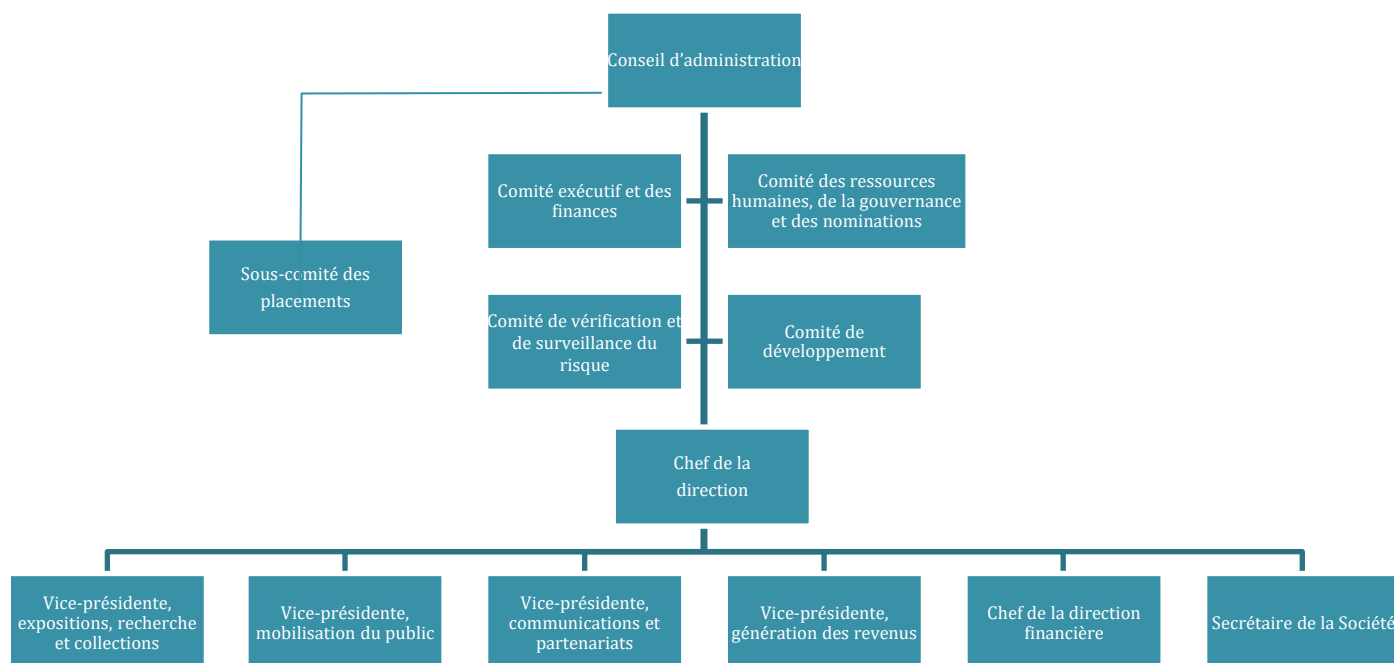 Conseil d’administration
Comité exécutif et des
finances
Comité des ressources
humaines, de la gouvernance
et des nominations
Sous-comité des
placements
Comité de vérification et
de surveillance du
risque
Comité de
développement
Chef de la
direction
Vice-présidente,
expositions, recherche
et collections
Vice-présidente,
mobilisation du public
Vice-présidente,
communications et
partenariats
Vice-présidente,
génération des revenus
Chef de la direction
financière
Secrétaire de la Société